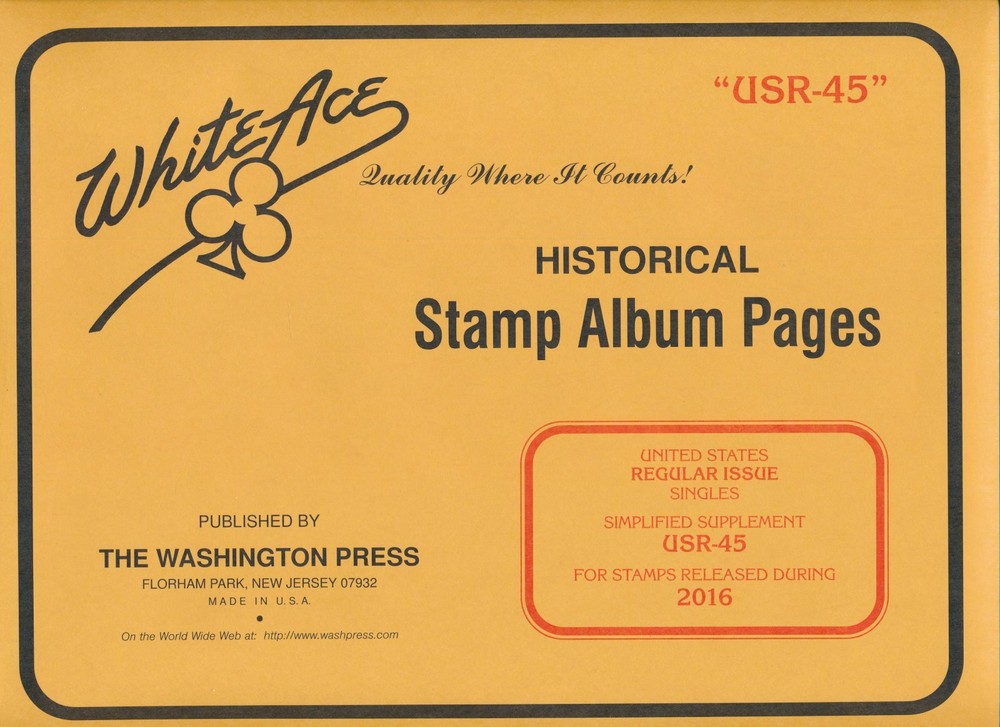 "USR-45"
White Ace
Quality Where It Counts!
HISTORICAL
Stamp Album Pages
UNITED STATES
REGULAR ISSUE
SINGLES
SIMPLIFIED SUPPLEMENT
USR-45
FOR STAMPS RELEASED DURING
2016
PUBLISHED BY
THE WASHINGTON PRESS
FLORHAM PARK, NEW JERSEY 07932
MADE IN U.S.A.
On the World Wide Web at: http://www.washpress.com